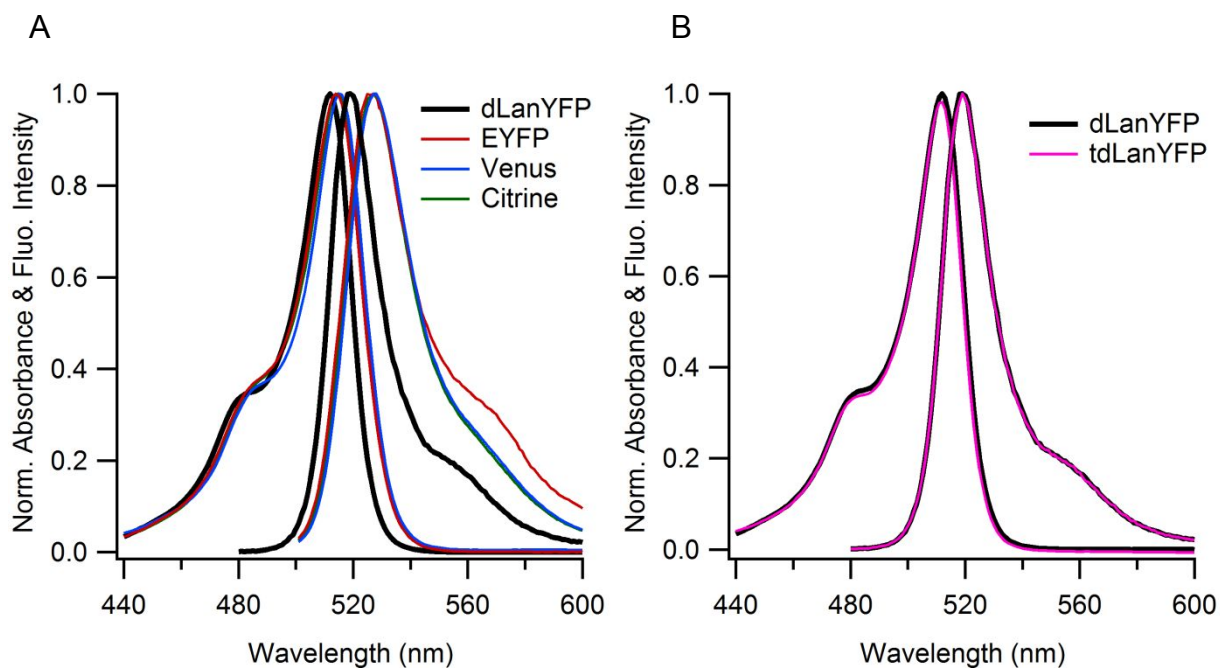 A
B
Norm. Absorbance & Fluo. Intensity
1.0
0.8
0.6
0.4
0.2
0.0
dLanYFP
EYFP
Venus
Citrine
440
480
520
560
600
Wavelength (nm)
Norm. Absorbance & Fluo. Intensity
1.0
0.8
0.6
0.4
0.2
0.0
dLanYFP
tdLanYFP
440
480
520
560
600
Wavelength (nm)